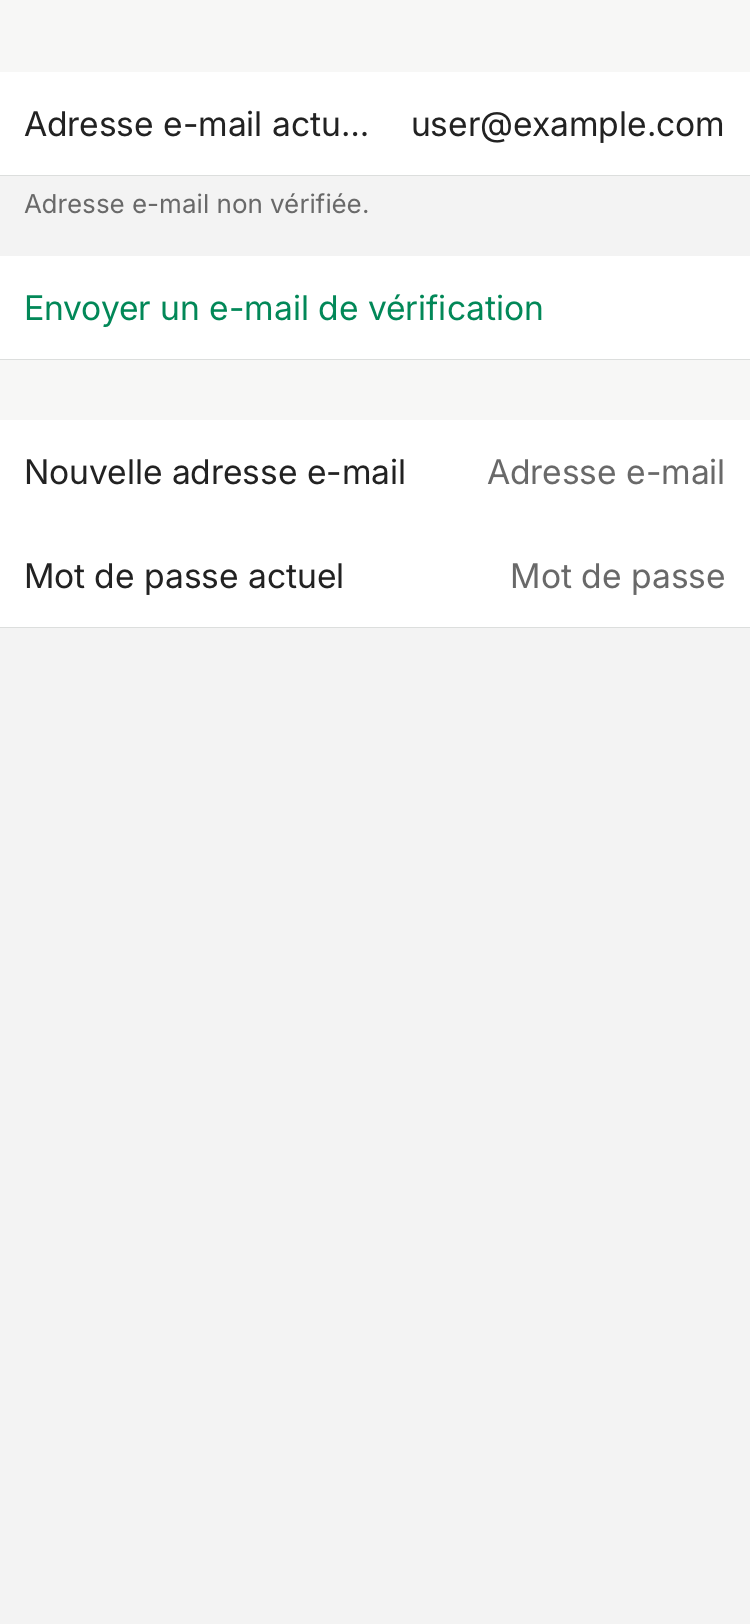 Adresse e-mail actu... user@example.com
Adresse e-mail non vérifiée.
Envoyer un e-mail de vérification
Nouvelle adresse e-mail Adresse e-mail
Mot de passe actuel Mot de passe